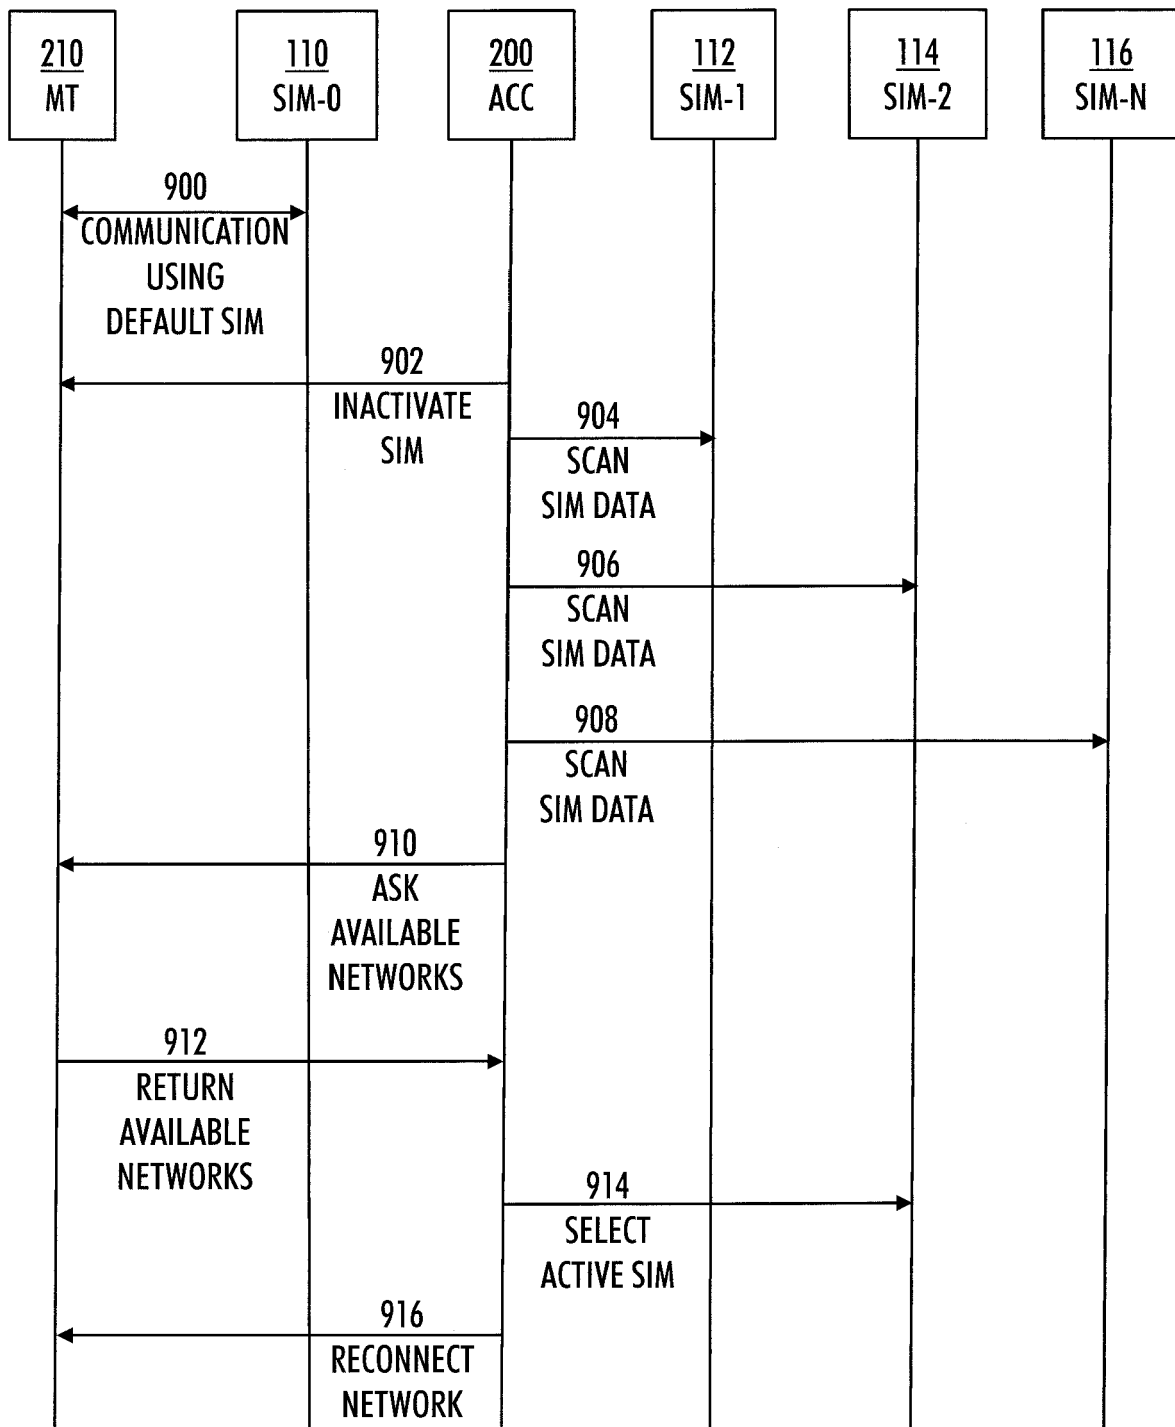 210
MT
110
SIM-0
200
ACC
112
SIM-1
114
SIM-2
116
SIM-N
900
COMMUNICATION
USING
DEFAULT SIM
902
INACTIVATE
SIM
904
SCAN
SIM DATA
906
SCAN
SIM DATA
908
SCAN
SIM DATA
910
ASK
AVAILABLE
NETWORKS
912
RETURN
AVAILABLE
NETWORKS
914
SELECT
ACTIVE SIM
916
RECONNECT
NETWORK